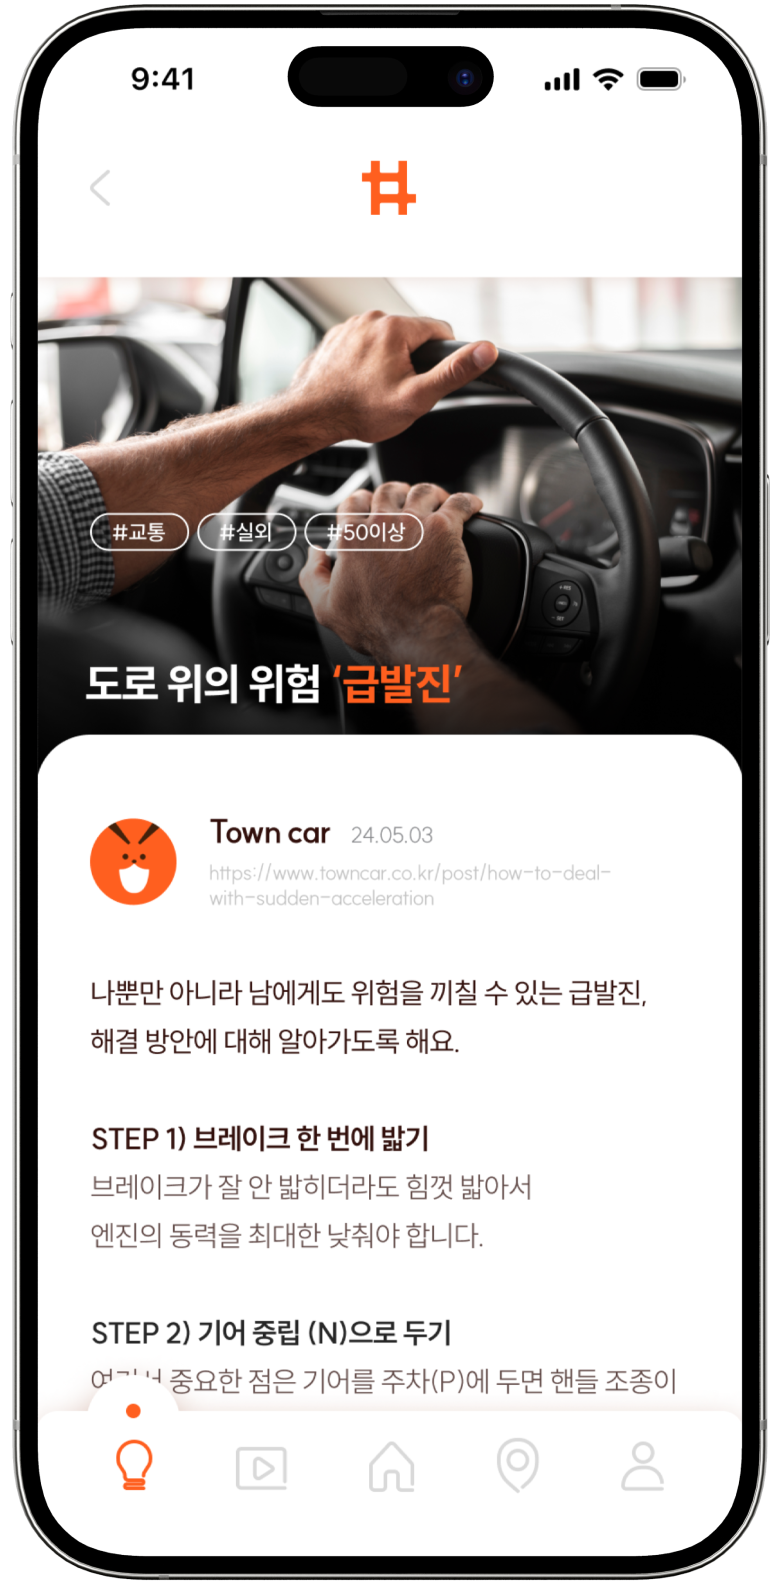 9:41
#교통 #실외 #50이상
도로 위의 위험 ‘급발진’
Town car 24.05.03
https://www.towncar.co.kr/post/how-to-deal-
with-sudden-acceleration
나뿐만 아니라 남에게도 위험을 끼칠 수 있는 급발진,
해결 방안에 대해 알아가도록 해요.
STEP 1) 브레이크 한 번에 밟기
브레이크가 잘 안 밟히더라도 힘껏 밟아서
엔진의 동력을 최대한 낮춰야 합니다.
STEP 2) 기어 중립 (N)으로 두기
중요한 점은 기어를 주차(P)에 두면 핸들 조종이